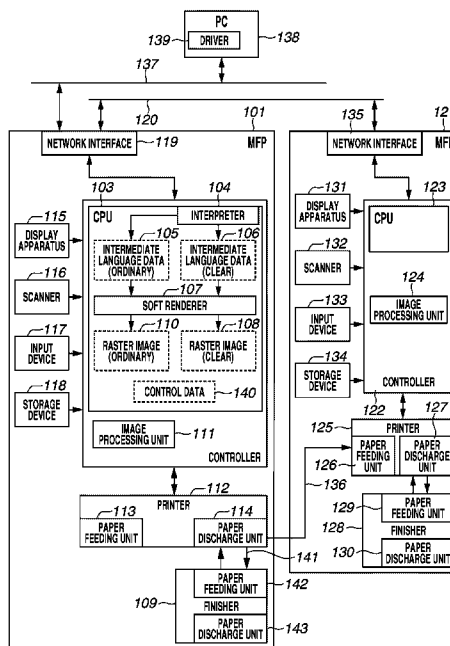 PC
139
DRIVER
138
137
120
101
135
12
NETWORK INTERFACE
119
MFP
NETWORK INTERFACE
MF
103
104
CPU
INTERPRETER
115
DISPLAY APPARATUS
105
106
INTERMEDIATE LANGUAGE DATA (ORDINARY)
INTERMEDIATE LANGUAGE DATA (CLEAR)
116
SCANNER
107
SOFT RENDERER
110
108
117
INPUT DEVICE
RASTER IMAGE (ORDINARY)
RASTER IMAGE (CLEAR)
118
STORAGE DEVICE
CONTROL DATA
140
IMAGE PROCESSING UNIT
111
CONTROLLER
112
PRINTER
113
114
PAPER FEEDING UNIT
PAPER DISCHARGE UNIT
136
141
PAPER FEEDING UNIT
142
109
FINISHER
PAPER DISCHARGE UNIT
143
131
DISPLAY APPARATUS
123
CPU
132
SCANNER
124
IMAGE PROCESSING UNIT
133
INPUT DEVICE
134
STORAGE DEVICE
CONTROLLER
122
127
125
PRINTER
PAPER FEEDING UNIT
PAPER DISCHARGE UNIT
126
129
PAPER FEEDING UNIT
128
FINISHER
130
PAPER DISCHARGE UNIT